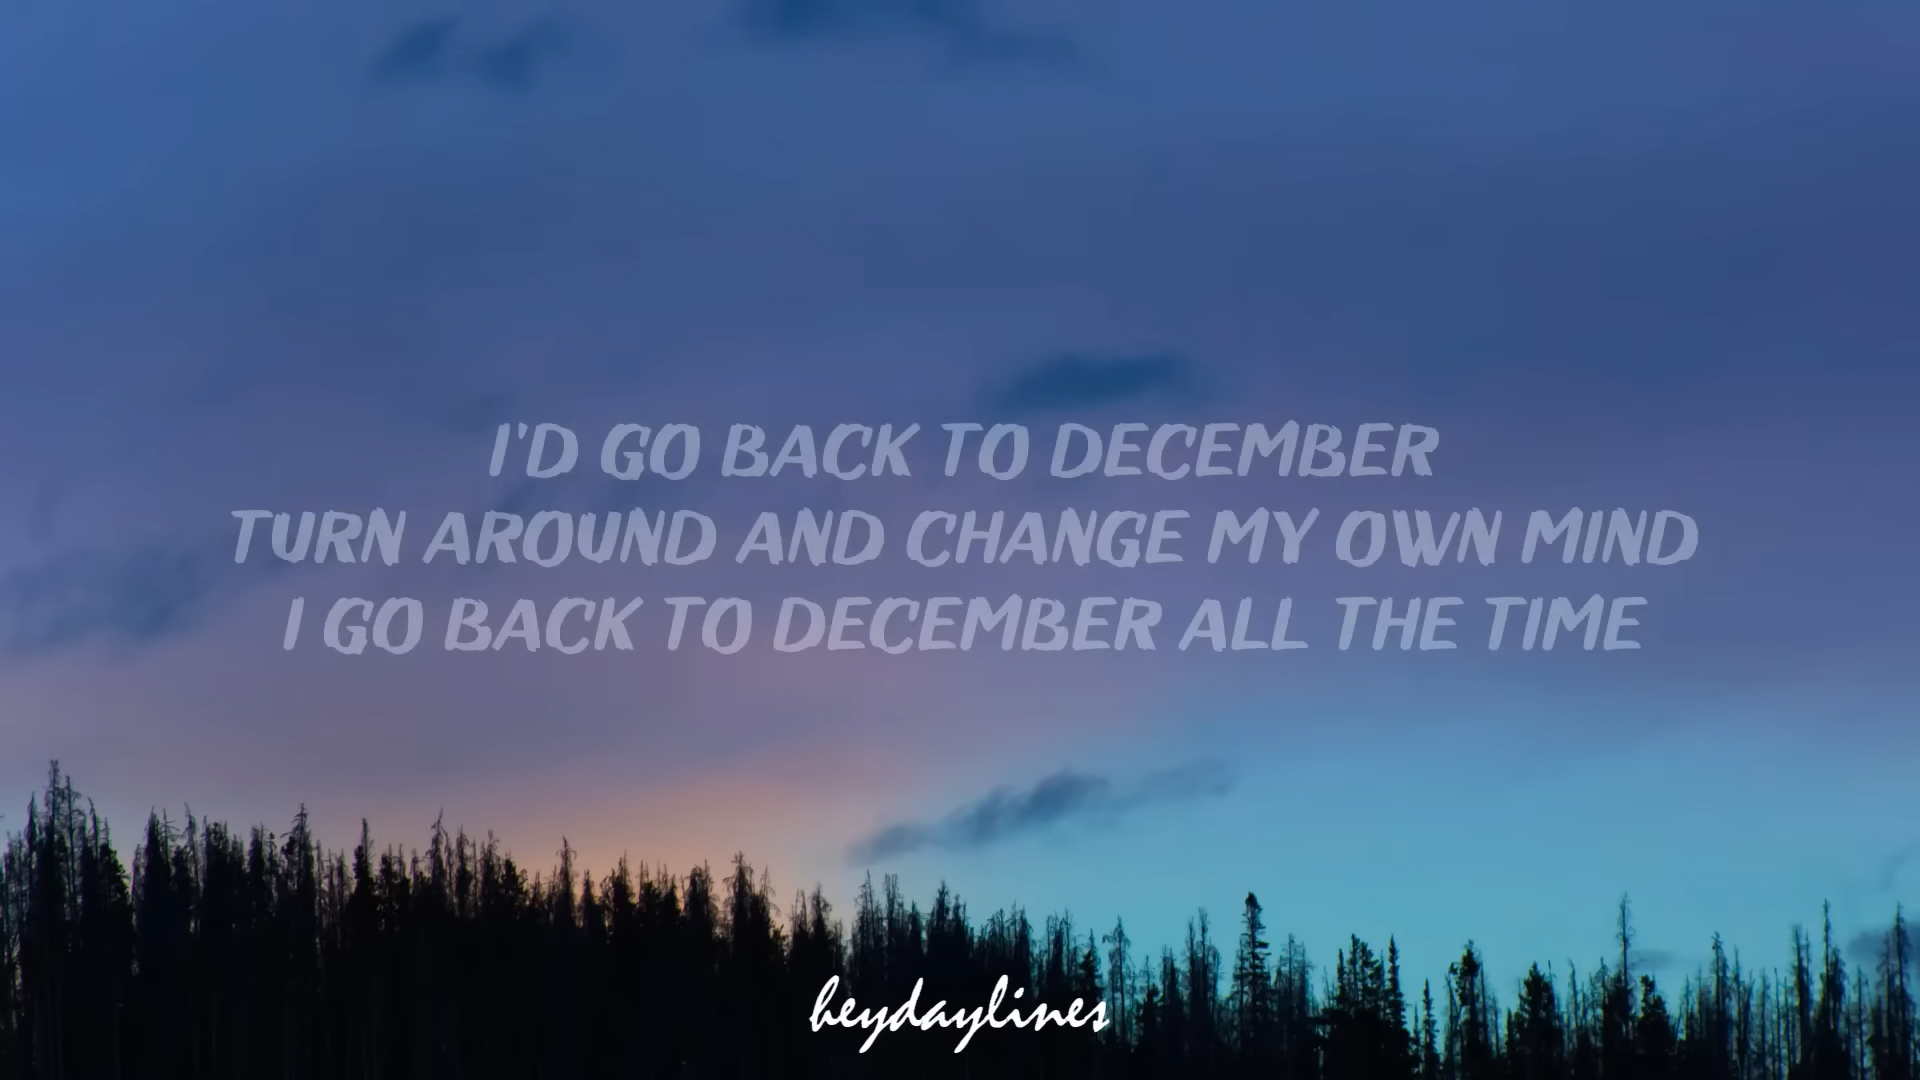 I'D GO BACK TO DECEMBER
TURN AROUND AND CHANGE MY OWN MIND
I GO BACK TO DECEMBER ALL THE TIME
heydaylines